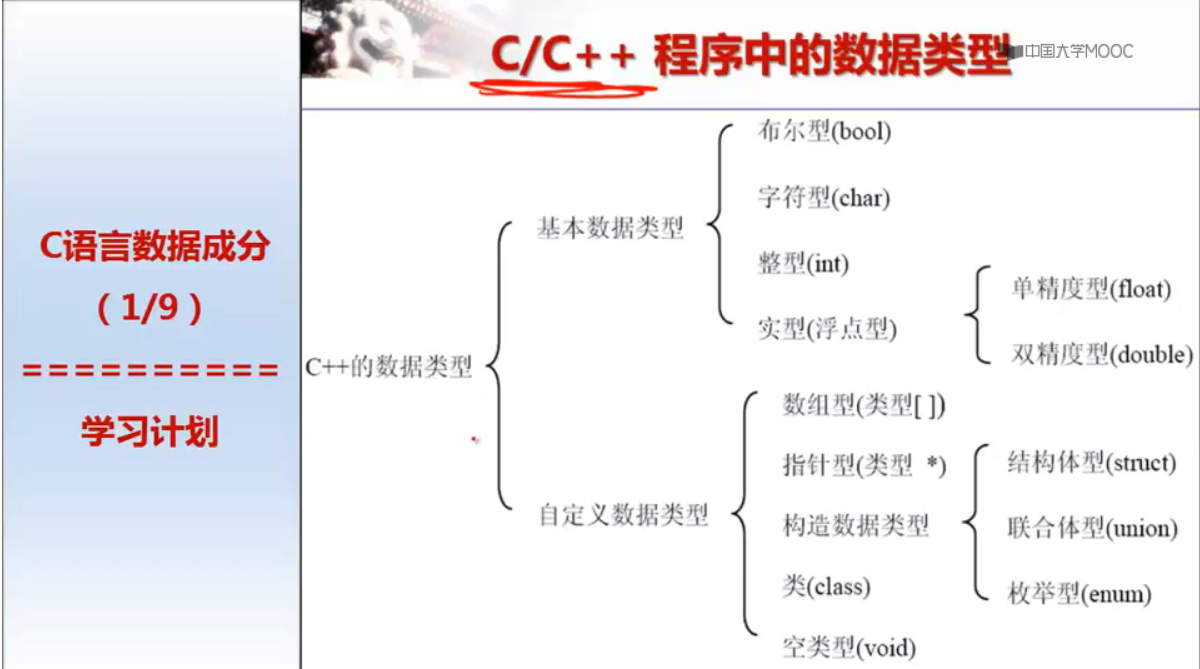 C/C++ 程序中的数据类型
中国大学MOOC
C语言数据成分
（1/9）
==========
学习计划
C++的数据类型
基本数据类型
布尔型(bool)
字符型(char)
整型(int)
实型(浮点型)
单精度型(float)
双精度型(double)
自定义数据类型
数组型(类型[ ])
指针型(类型 *)
构造数据类型
结构体型(struct)
联合体型(union)
枚举型(enum)
类(class)
空类型(void)